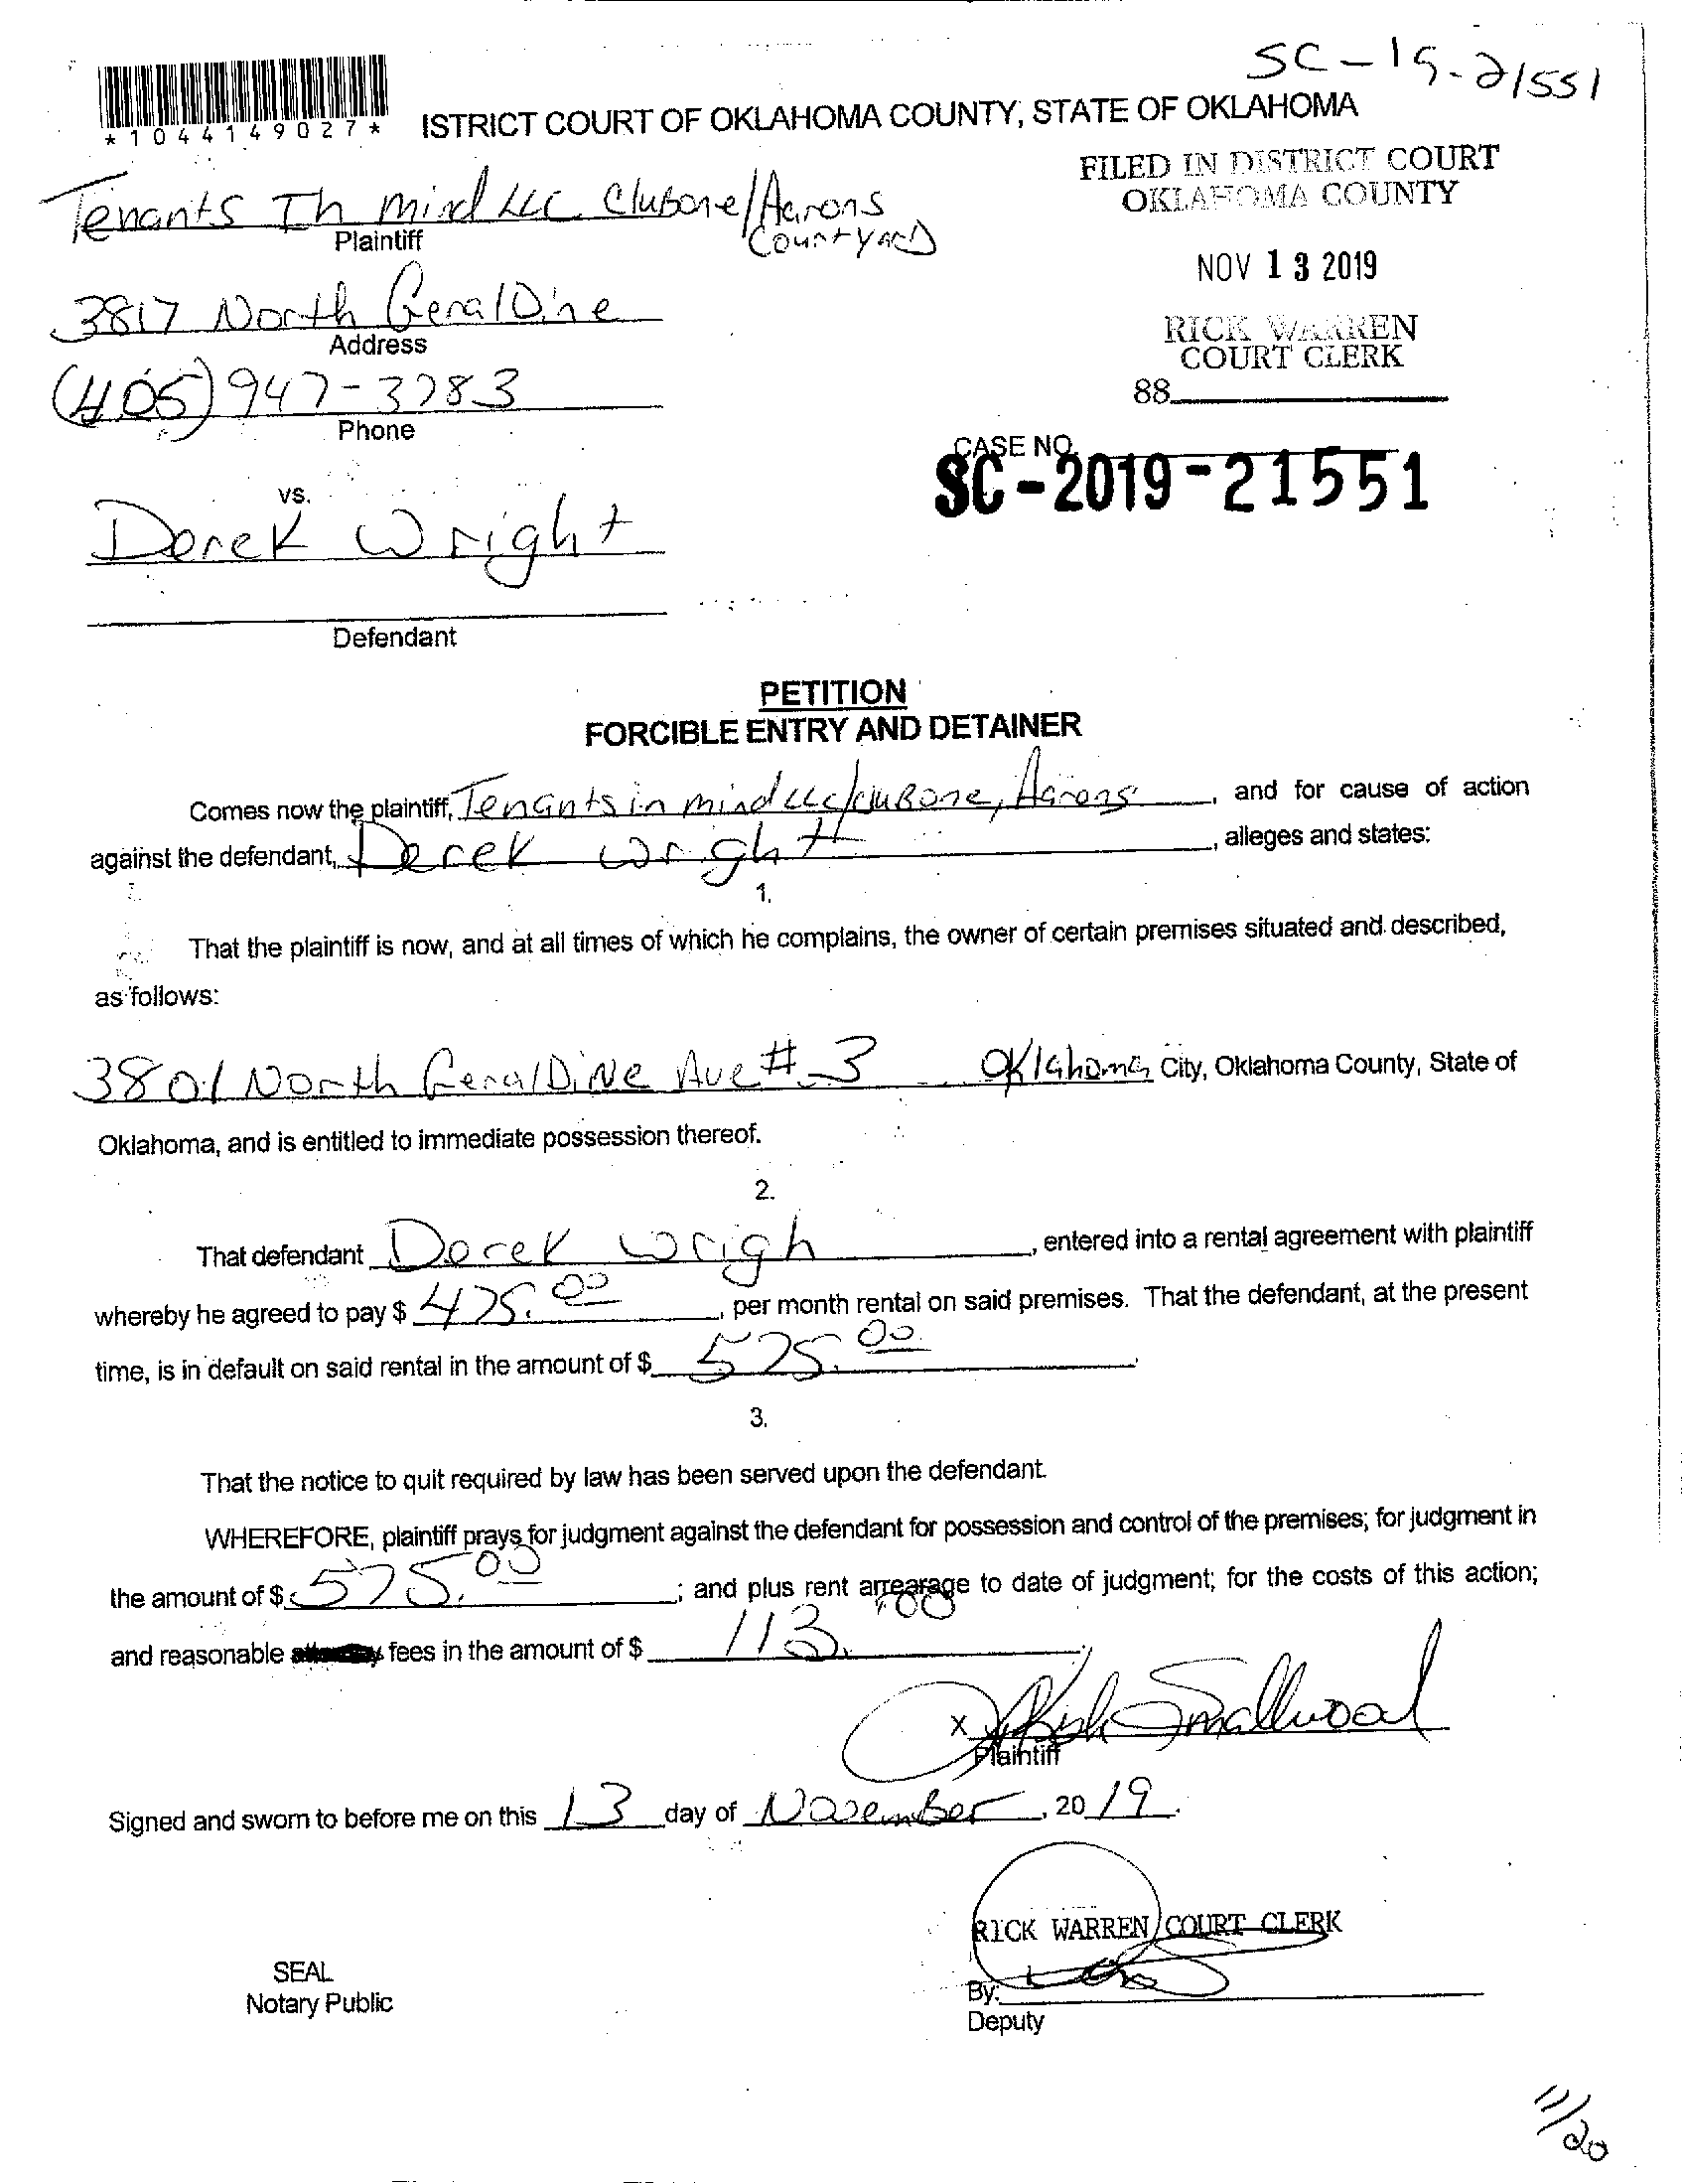 SC-19-21551
*1044149027*
ISTRICT COURT OF OKLAHOMA COUNTY, STATE OF OKLAHOMA
FILED IN DISTRICT COURT
OKLAHOMA COUNTY
Tenants In mind LLC Clubone/Aarons
Courtyard
Plaintiff
NOV 13 2019
3817 North GeralDine
Address
RICK WARREN
COURT CLERK
(405) 947-3783
Phone
88
CASE NO.
SC-2019-21551
vs.
Derek Wright
Defendant
PETITION
FORCIBLE ENTRY AND DETAINER
Comes now the plaintiff, Tenants in mind LLC/cluBone, Aarons, and for cause of action
against the defendant, Derek Wright, alleges and states:
1.
That the plaintiff is now, and at all times of which he complains, the owner of certain premises situated and described,
as follows:
3801 North GeralDiNe Ave # 3 Oklahoma City, Oklahoma County, State of
Oklahoma, and is entitled to immediate possession thereof.
2.
That defendant Derek Wrigh, entered into a rental agreement with plaintiff
whereby he agreed to pay $ 475.00, per month rental on said premises. That the defendant, at the present
time, is in default on said rental in the amount of $ 575.00.
3.
That the notice to quit required by law has been served upon the defendant.
WHEREFORE, plaintiff prays for judgment against the defendant for possession and control of the premises; for judgment in
the amount of $ 575.00; and plus rent arrearage to date of judgment; for the costs of this action;
and reasonable fees in the amount of $ 113.00
x Smallwood
Plaintiff
Signed and sworn to before me on this 13 day of November, 20 19.
RICK WARREN COURT CLERK
SEAL
Notary Public
By:
Deputy
11/20